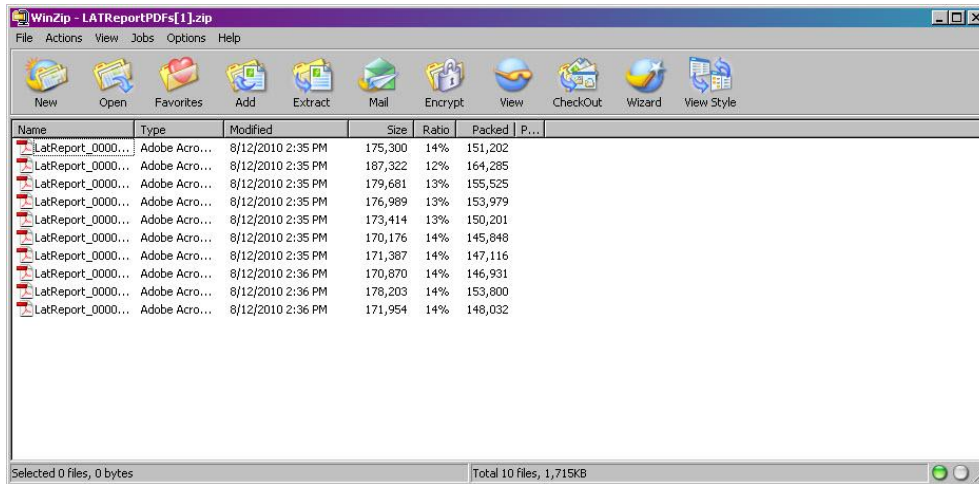 WinZip - LATReportPDFs[1].zip
File Actions View Jobs Options Help
New Open Favorites Add Extract Mail Encrypt View CheckOut Wizard View Style
Name Type Modified Size Ratio Packed P...
LatReport_0000... Adobe Acro... 8/12/2010 2:35 PM 175,300 14% 151,202
LatReport_0000... Adobe Acro... 8/12/2010 2:35 PM 187,322 12% 164,285
LatReport_0000... Adobe Acro... 8/12/2010 2:35 PM 179,681 13% 155,525
LatReport_0000... Adobe Acro... 8/12/2010 2:35 PM 176,989 13% 153,979
LatReport_0000... Adobe Acro... 8/12/2010 2:35 PM 173,414 13% 150,201
LatReport_0000... Adobe Acro... 8/12/2010 2:35 PM 170,176 14% 145,848
LatReport_0000... Adobe Acro... 8/12/2010 2:35 PM 171,387 14% 147,116
LatReport_0000... Adobe Acro... 8/12/2010 2:36 PM 170,870 14% 146,931
LatReport_0000... Adobe Acro... 8/12/2010 2:36 PM 178,203 14% 153,800
LatReport_0000... Adobe Acro... 8/12/2010 2:36 PM 171,954 14% 148,032
Selected 0 files, 0 bytes Total 10 files, 1,715KB